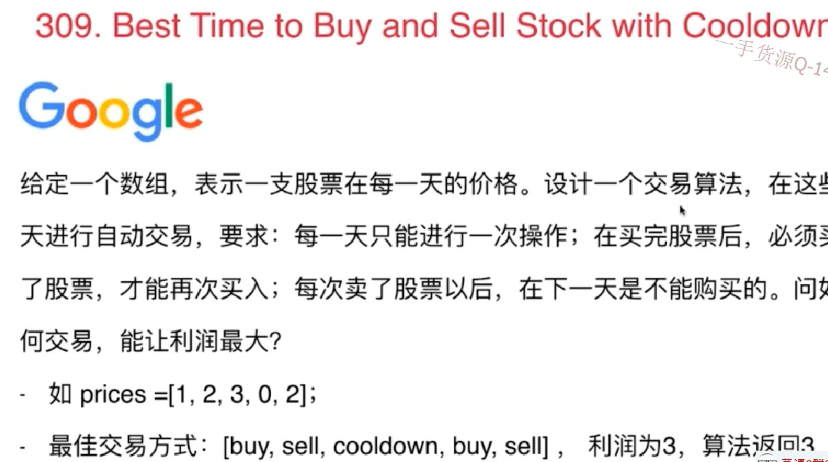 309. Best Time to Buy and Sell Stock with Cooldown
一手货源Q-14
Google
给定一个数组，表示一支股票在每一天的价格。设计一个交易算法，在这些
天进行自动交易，要求：每一天只能进行一次操作；在买完股票后，必须卖
了股票，才能再次买入；每次卖了股票以后，在下一天是不能购买的。问如
何交易，能让利润最大?
- 如 prices =[1, 2, 3, 0, 2]；
- 最佳交易方式：[buy, sell, cooldown, buy, sell] ， 利润为3，算法返回3